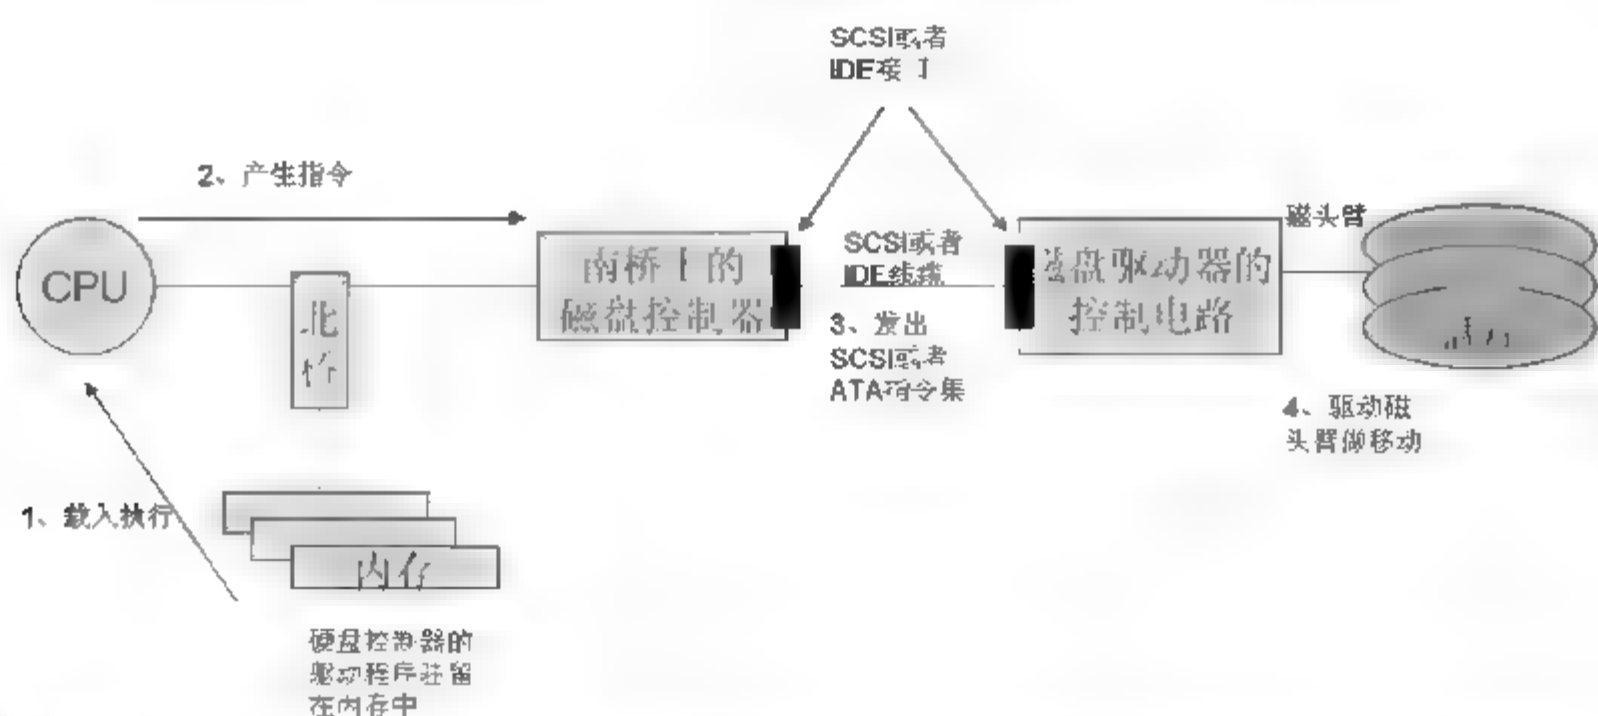 SCSI或者
IDE接口
2、产生指令
CPU
北
桥
南桥上的
磁盘控制器
SCSI或者
IDE线缆
3、发出
SCSI或者
ATA指令集
磁盘驱动器的
控制电路
磁头臂
4、驱动磁
头臂做移动
1、载入执行
内存
硬盘控制器的
驱动程序驻留
在内存中